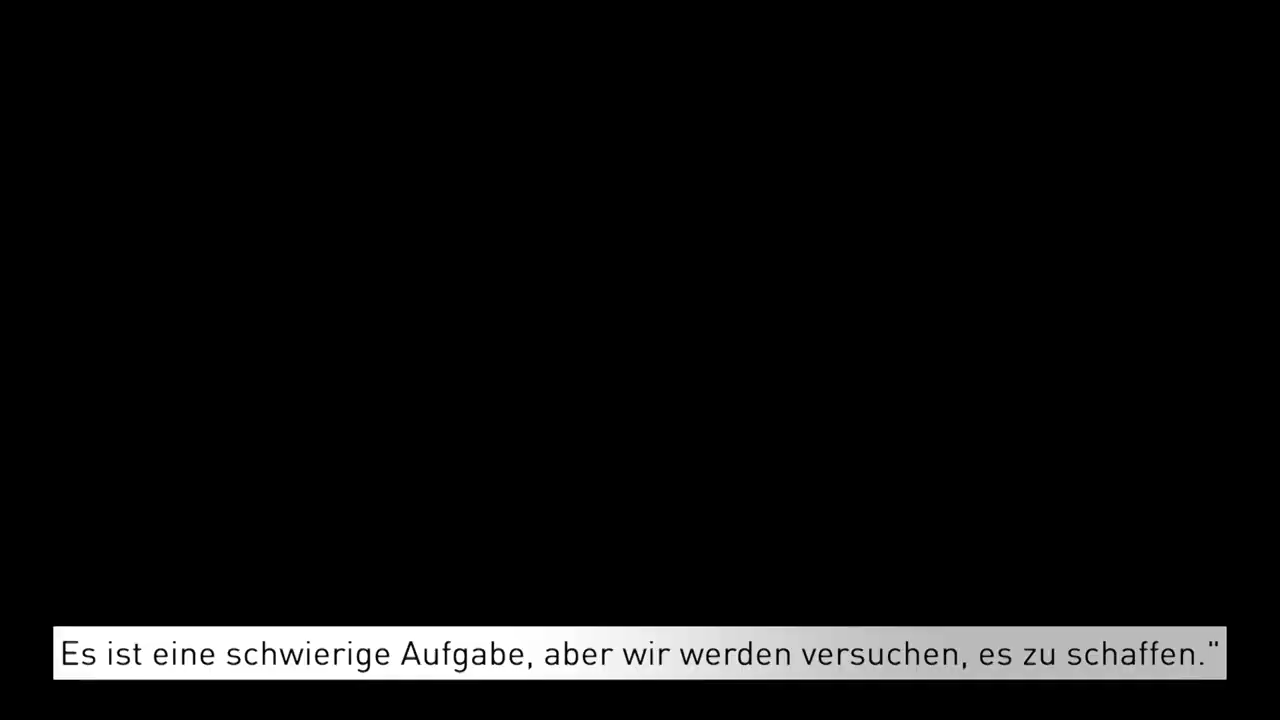 Es ist eine schwierige Aufgabe, aber wir werden versuchen, es zu schaffen."